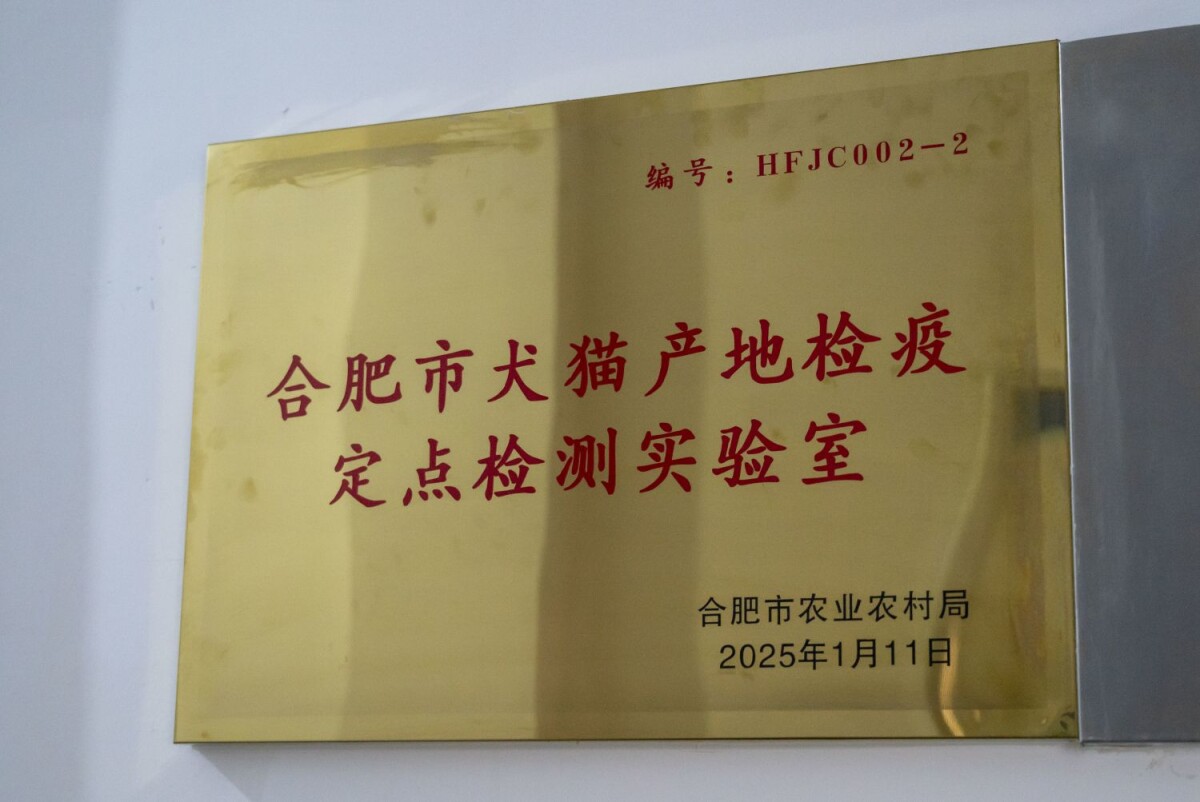 编号：HFJC002-2
合肥市犬猫产地检疫
定点检测实验室
合肥市农业农村局
2025年1月11日